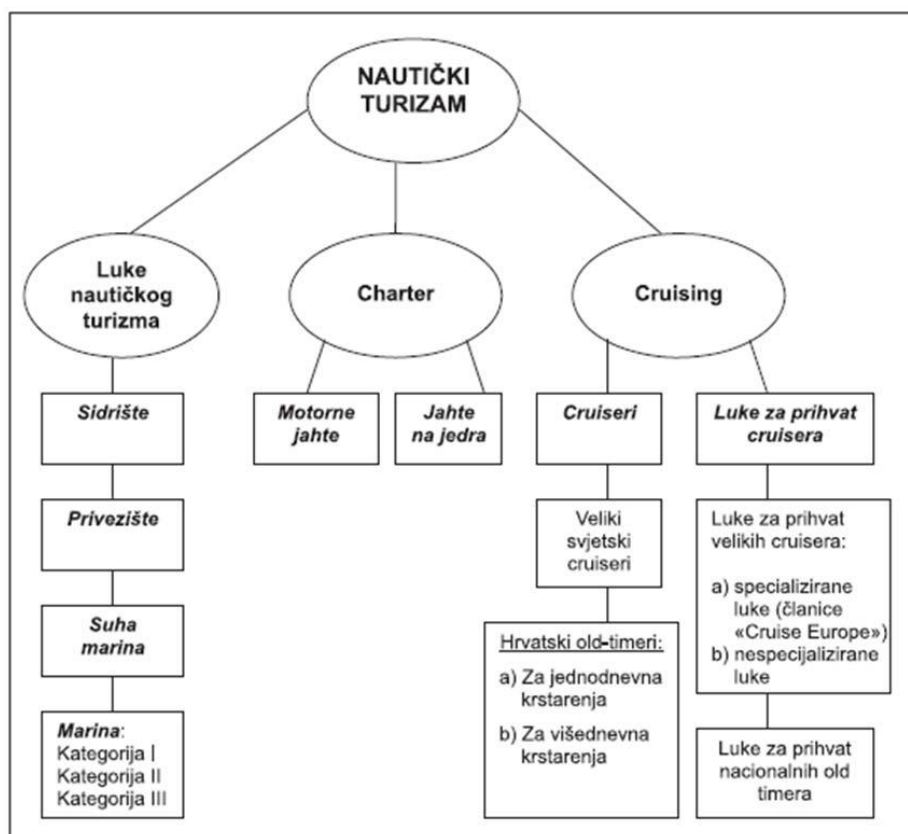 NAUTIČKI
TURIZAM
Luke
nautičkog
turizma
Charter
Cruising
Sidrište
Privezište
Suha
marina
Marina:
Kategorija I
Kategorija II
Kategorija III
Motorne
jahte
Jahte
na jedra
Cruiseri
Veliki
svjetski
cruiseri
Hrvatski old-timeri:
a) Za jednodnevna
krstarenja
b) Za višednevna
krstarenja
Luke za prihvat
cruisera
Luke za prihvat
velikih cruisera:
a) specializirane
luke (članice
«Cruise Europe»)
b) nespecijalizirane
luke
Luke za prihvat
nacionalnih old
timera